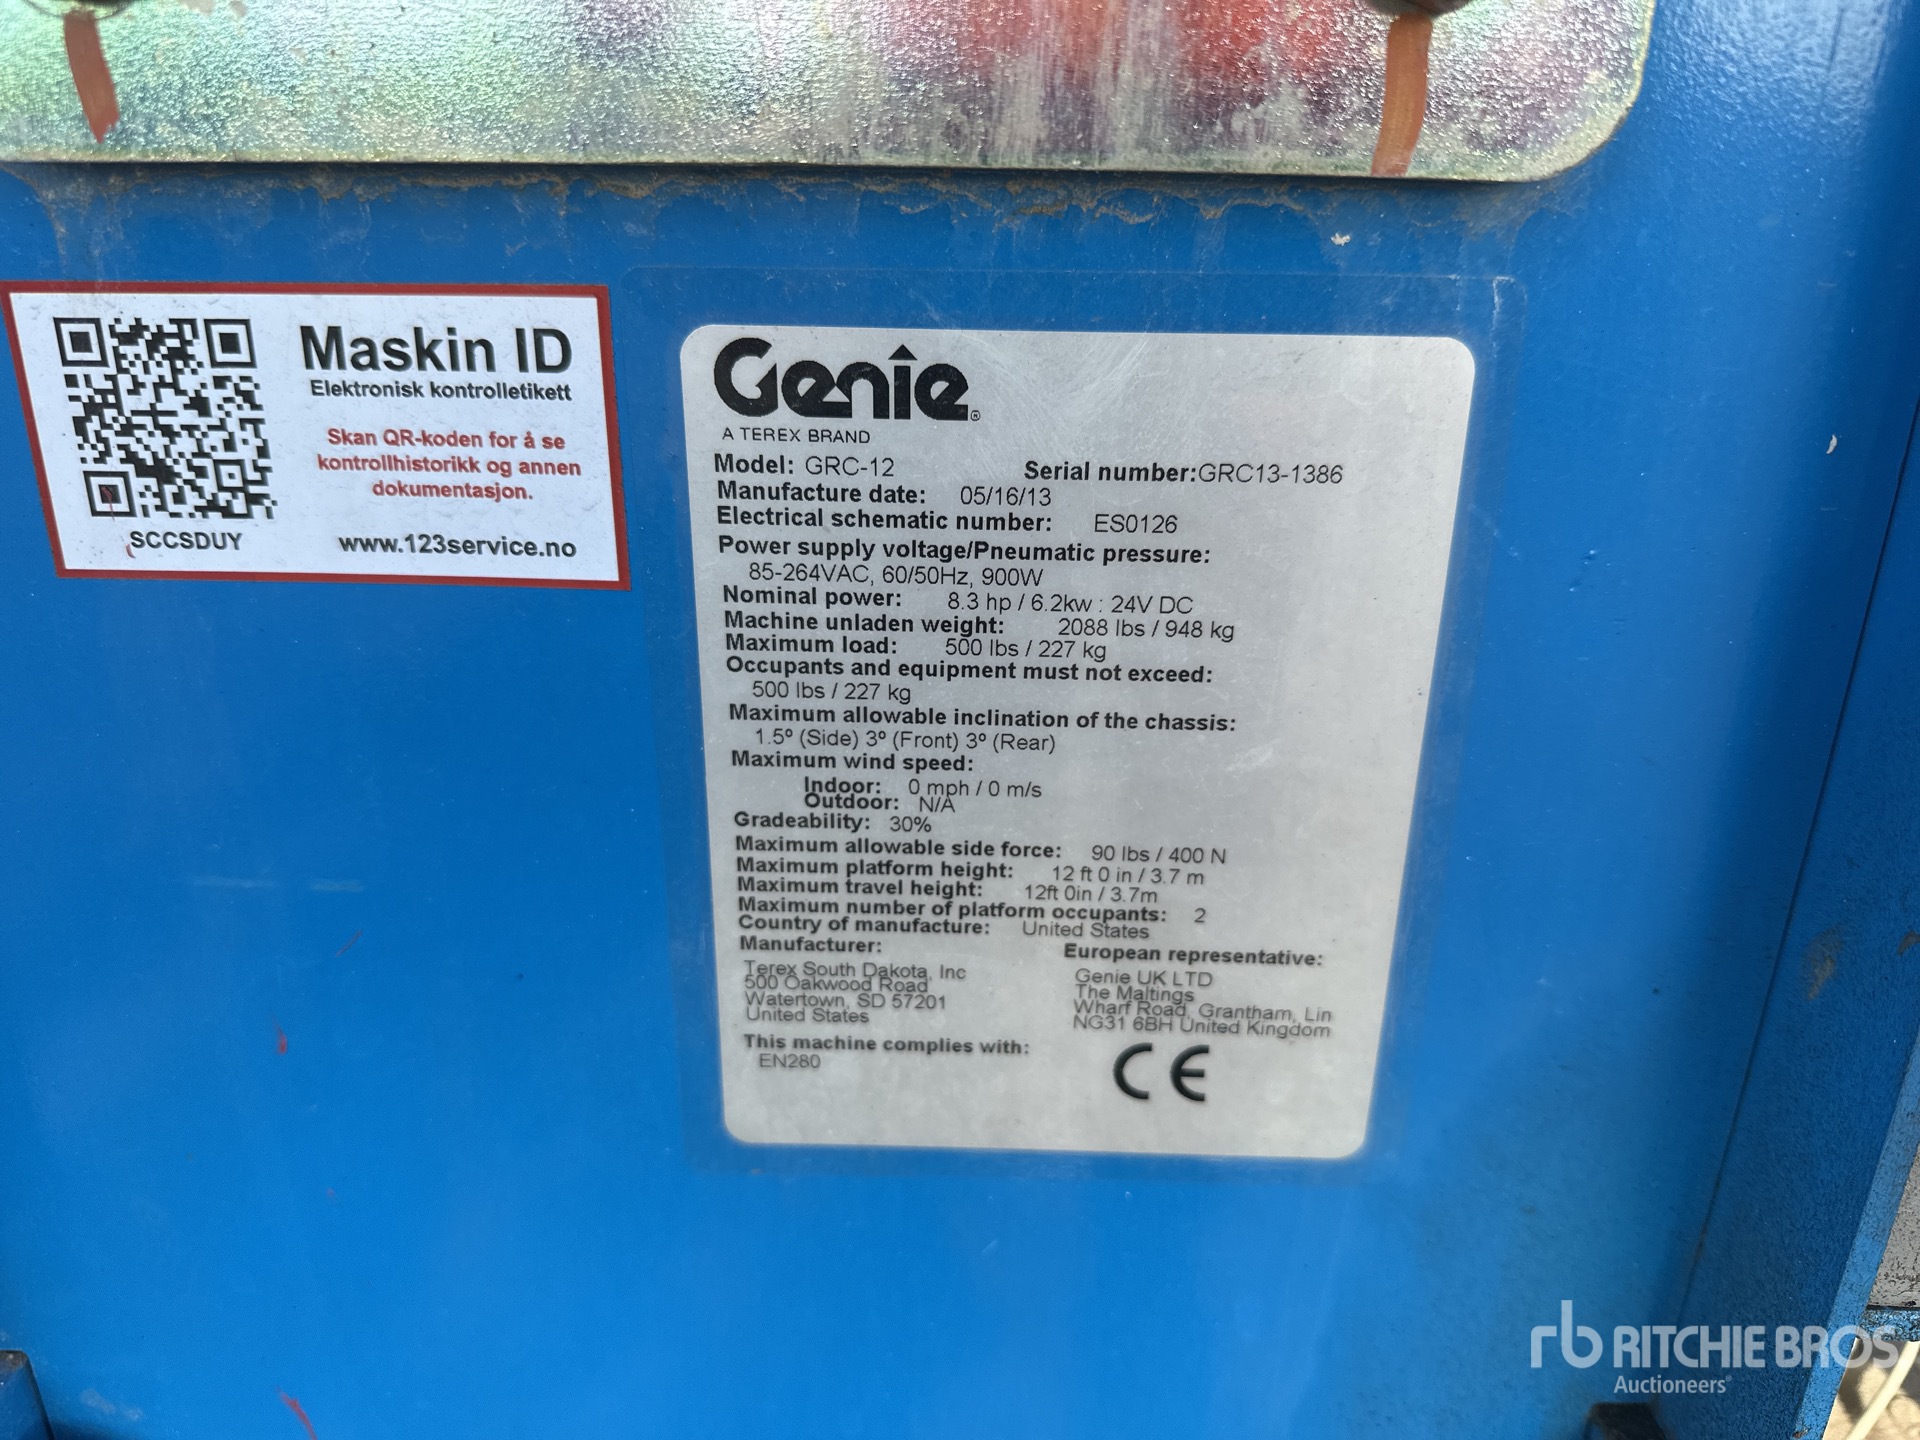 Maskin ID
Elektronisk kontrolletikett
Skan QR-koden for å se
kontrollhistorikk og annen
dokumentasjon.
SCCSDUY
www.123service.no
Genie®
A TEREX BRAND
Model: GRC-12 Serial number:GRC13-1386
Manufacture date: 05/16/13
Electrical schematic number: ES0126
Power supply voltage/Pneumatic pressure:
85-264VAC, 60/50Hz, 900W
Nominal power: 8.3 hp / 6.2kw : 24V DC
Machine unladen weight: 2088 lbs / 948 kg
Maximum load: 500 lbs / 227 kg
Occupants and equipment must not exceed:
500 lbs / 227 kg
Maximum allowable inclination of the chassis:
1.5º (Side) 3º (Front) 3º (Rear)
Maximum wind speed:
Indoor: 0 mph / 0 m/s
Outdoor: N/A
Gradeability: 30%
Maximum allowable side force: 90 lbs / 400 N
Maximum platform height: 12 ft 0 in / 3.7 m
Maximum travel height: 12ft 0in / 3.7m
Maximum number of platform occupants: 2
Country of manufacture: United States
Manufacturer:
Terex South Dakota, Inc
500 Oakwood Road
Watertown, SD 57201
United States
European representative:
Genie UK LTD
The Maltings
Wharf Road, Grantham, Lin
NG31 6BH United Kingdom
This machine complies with:
EN280
CE
rb RITCHIE BROS
Auctioneers